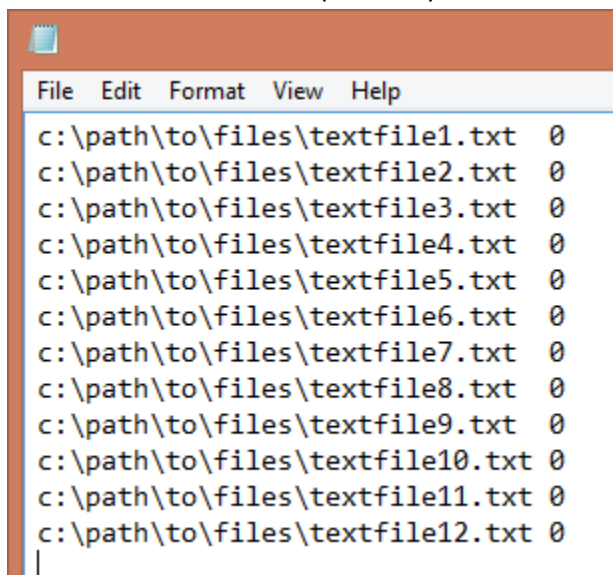 File Edit Format View Help
c:\path\to\files\textfile1.txt  0
c:\path\to\files\textfile2.txt  0
c:\path\to\files\textfile3.txt  0
c:\path\to\files\textfile4.txt  0
c:\path\to\files\textfile5.txt  0
c:\path\to\files\textfile6.txt  0
c:\path\to\files\textfile7.txt  0
c:\path\to\files\textfile8.txt  0
c:\path\to\files\textfile9.txt  0
c:\path\to\files\textfile10.txt 0
c:\path\to\files\textfile11.txt 0
c:\path\to\files\textfile12.txt 0